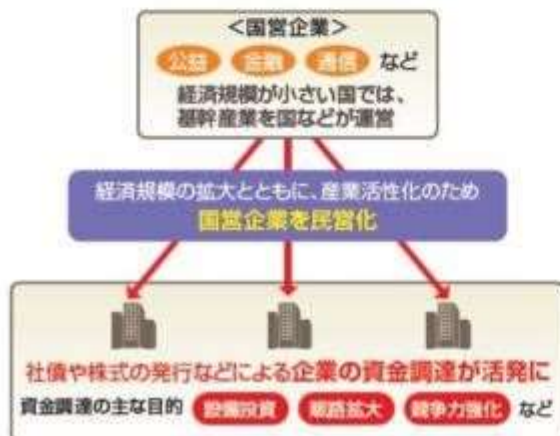 ＜国営企業＞
公益 金融 通信 など
経済規模が小さい国では、
基幹産業を国などが運営
経済規模の拡大とともに、産業活性化のため
国営企業を民営化
社債や株式の発行などによる企業の資金調達が活発に
資金調達の主な目的 設備投資 販路拡大 競争力強化 など